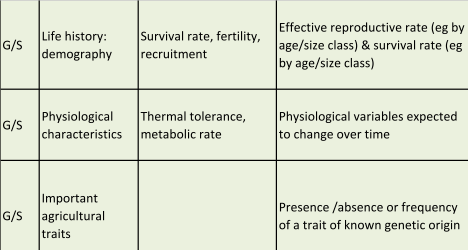 G/S
Life history:
demography
Survival rate, fertility,
recruitment
Effective reproductive rate (eg by
age/size class) & survival rate (eg
by age/size class)
G/S
Physiological
characteristics
Thermal tolerance,
metabolic rate
Physiological variables expected
to change over time
G/S
Important
agricultural
traits
Presence /absence or frequency
of a trait of known genetic origin